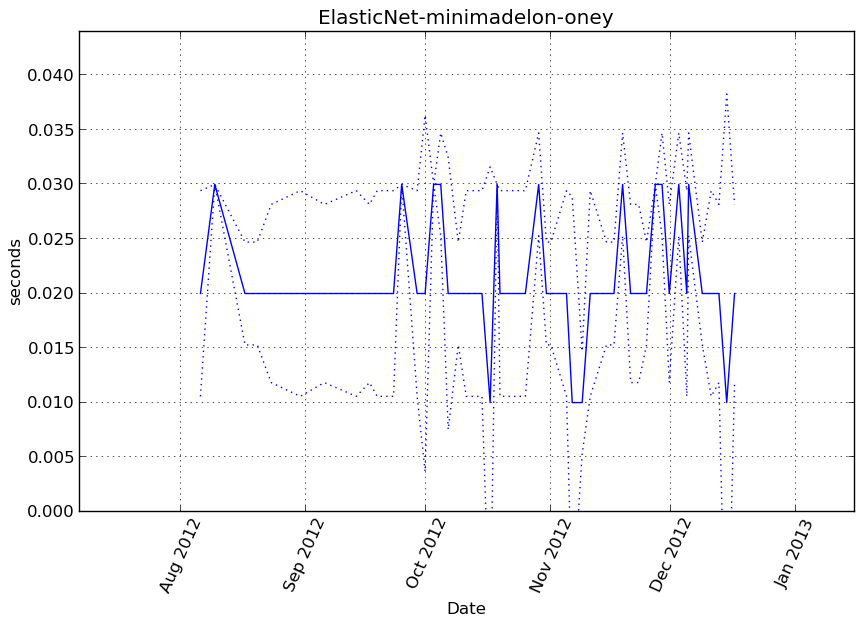 ElasticNet-minimadelon-oney
0.040
0.035
0.030
0.025
0.020
0.015
0.010
0.005
0.000
seconds
Aug 2012
Sep 2012
Oct 2012
Nov 2012
Dec 2012
Jan 2013
Date